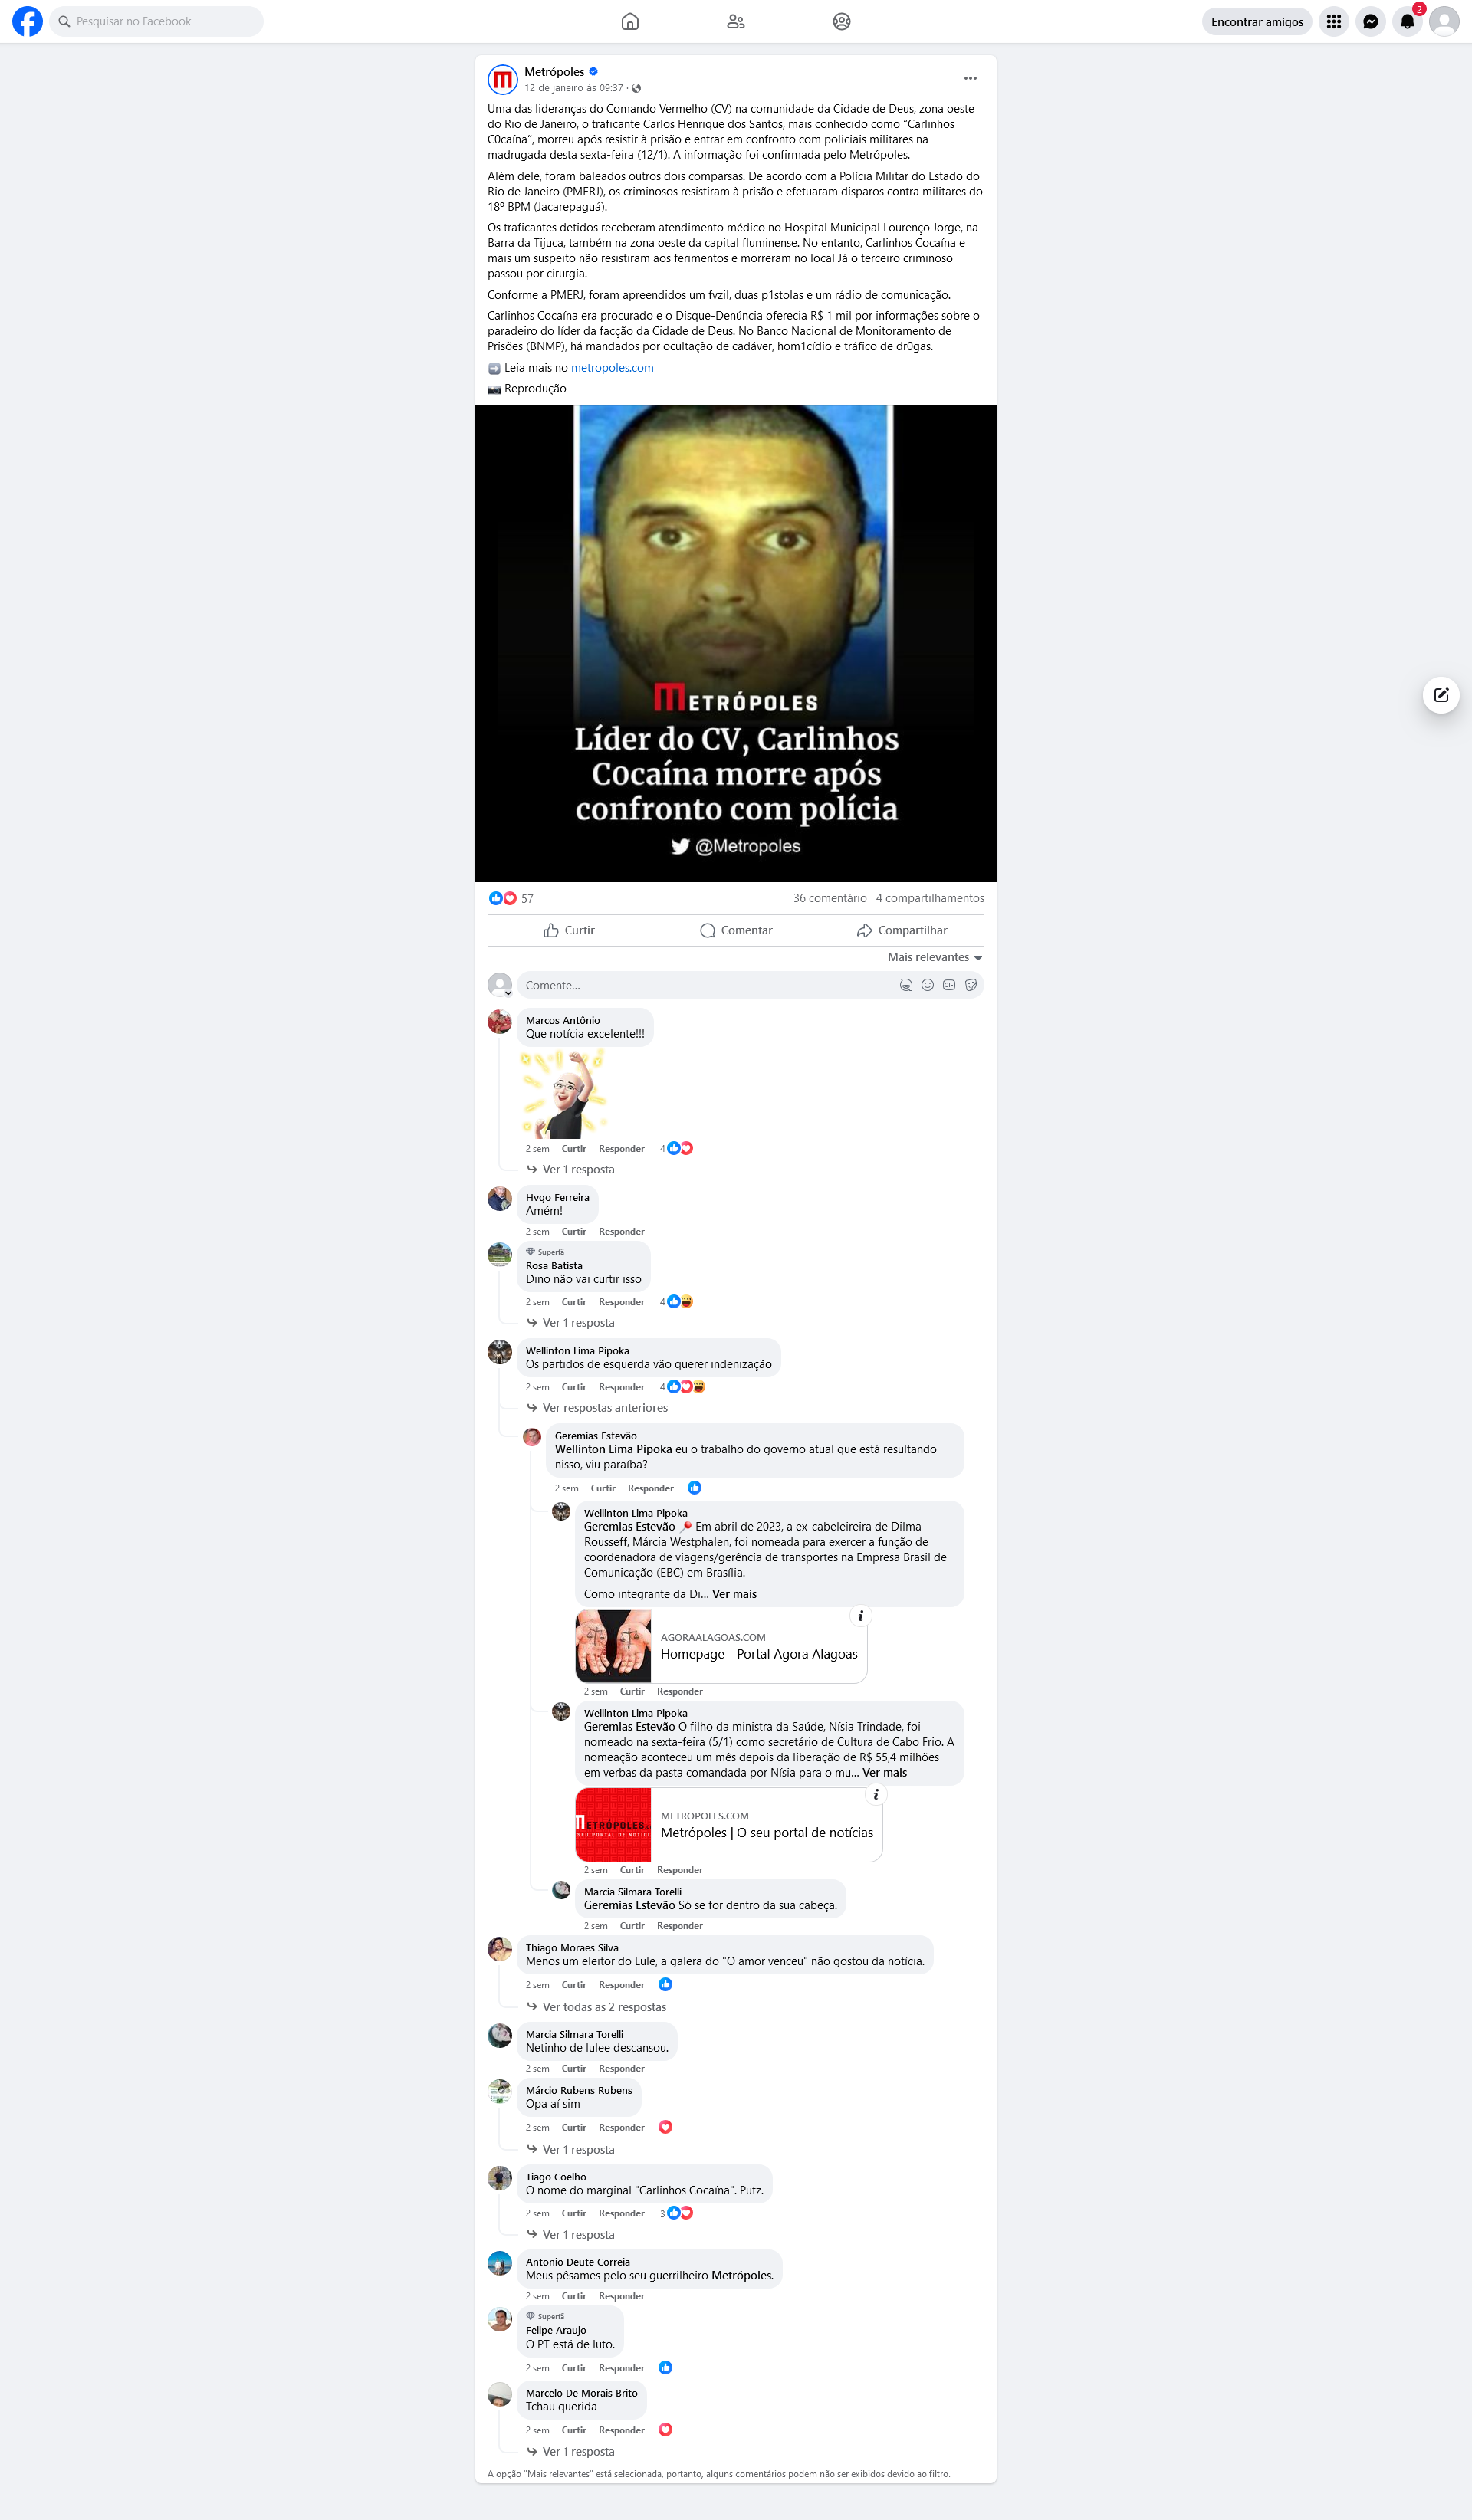 Pesquisar no Facebook
Encontrar amigos
2
Metrópoles
12 de janeiro às 09:37 ·
Uma das lideranças do Comando Vermelho (CV) na comunidade da Cidade de Deus, zona oeste
do Rio de Janeiro, o traficante Carlos Henrique dos Santos, mais conhecido como “Carlinhos
C0caína”, morreu após resistir à prisão e entrar em confronto com policiais militares na
madrugada desta sexta-feira (12/1). A informação foi confirmada pelo Metrópoles.
Além dele, foram baleados outros dois comparsas. De acordo com a Polícia Militar do Estado do
Rio de Janeiro (PMERJ), os criminosos resistiram à prisão e efetuaram disparos contra militares do
18º BPM (Jacarepaguá).
Os traficantes detidos receberam atendimento médico no Hospital Municipal Lourenço Jorge, na
Barra da Tijuca, também na zona oeste da capital fluminense. No entanto, Carlinhos Cocaína e
mais um suspeito não resistiram aos ferimentos e morreram no local Já o terceiro criminoso
passou por cirurgia.
Conforme a PMERJ, foram apreendidos um fvzil, duas p1stolas e um rádio de comunicação.
Carlinhos Cocaína era procurado e o Disque-Denúncia oferecia R$ 1 mil por informações sobre o
paradeiro do líder da facção da Cidade de Deus. No Banco Nacional de Monitoramento de
Prisões (BNMP), há mandados por ocultação de cadáver, hom1cídio e tráfico de dr0gas.
➡️ Leia mais no metropoles.com
📷 Reprodução
METRÓPOLES
Líder do CV, Carlinhos
C0caína morre após
confronto com polícia
@Metropoles
57
36 comentário 4 compartilhamentos
Curtir Comentar Compartilhar
Mais relevantes
Comente...
GIF
Marcos Antônio
Que notícia excelente!!!
2 sem Curtir Responder 4
Ver 1 resposta
Hvgo Ferreira
Amém!
2 sem Curtir Responder
Superfã
Rosa Batista
Dino não vai curtir isso
2 sem Curtir Responder 4
Ver 1 resposta
Wellinton Lima Pipoka
Os partidos de esquerda vão querer indenização
2 sem Curtir Responder 4
Ver respostas anteriores
Geremias Estevão
Wellinton Lima Pipoka eu o trabalho do governo atual que está resultando
nisso, viu paraíba?
2 sem Curtir Responder
Wellinton Lima Pipoka
Geremias Estevão 📍 Em abril de 2023, a ex-cabeleireira de Dilma
Rousseff, Márcia Westphalen, foi nomeada para exercer a função de
coordenadora de viagens/gerência de transportes na Empresa Brasil de
Comunicação (EBC) em Brasília.
Como integrante da Di... Ver mais
AGORAALAGOAS.COM
Homepage - Portal Agora Alagoas
2 sem Curtir Responder
Wellinton Lima Pipoka
Geremias Estevão O filho da ministra da Saúde, Nísia Trindade, foi
nomeado na sexta-feira (5/1) como secretário de Cultura de Cabo Frio. A
nomeação aconteceu um mês depois da liberação de R$ 55,4 milhões
em verbas da pasta comandada por Nísia para o mu... Ver mais
METRÓPOLES
SEU PORTAL DE NOTÍC
METROPOLES.COM
Metrópoles | O seu portal de notícias
2 sem Curtir Responder
Marcia Silmara Torelli
Geremias Estevão Só se for dentro da sua cabeça.
2 sem Curtir Responder
Thiago Moraes Silva
Menos um eleitor do Lule, a galera do "O amor venceu" não gostou da notícia.
2 sem Curtir Responder
Ver todas as 2 respostas
Marcia Silmara Torelli
Netinho de lulee descansou.
2 sem Curtir Responder
Márcio Rubens Rubens
Opa aí sim
2 sem Curtir Responder
Ver 1 resposta
Tiago Coelho
O nome do marginal "Carlinhos Cocaína". Putz.
2 sem Curtir Responder 3
Ver 1 resposta
Antonio Deute Correia
Meus pêsames pelo seu guerrilheiro Metrópoles.
2 sem Curtir Responder
Superfã
Felipe Araujo
O PT está de luto.
2 sem Curtir Responder
Marcelo De Morais Brito
Tchau querida
2 sem Curtir Responder
Ver 1 resposta
A opção "Mais relevantes" está selecionada, portanto, alguns comentários podem não ser exibidos devido ao filtro.